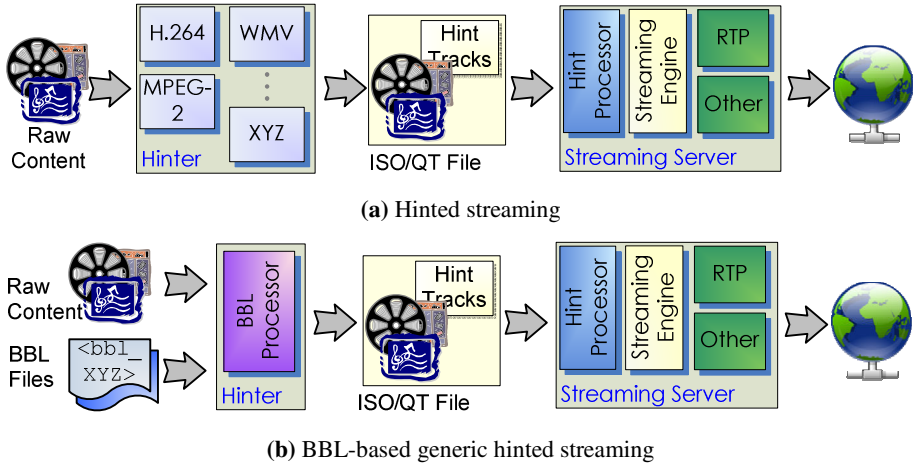 Raw
Content
H.264
WMV
MPEG-
2
XYZ
Hinter
Hint
Tracks
ISO/QT File
Hint
Processor
Streaming
Engine
RTP
Other
Streaming Server
(a) Hinted streaming
Raw
Content
BBL
Files
<bbl_
XYZ>
BBL
Processor
Hinter
Hint
Tracks
ISO/QT File
Hint
Processor
Streaming
Engine
RTP
Other
Streaming Server
(b) BBL-based generic hinted streaming